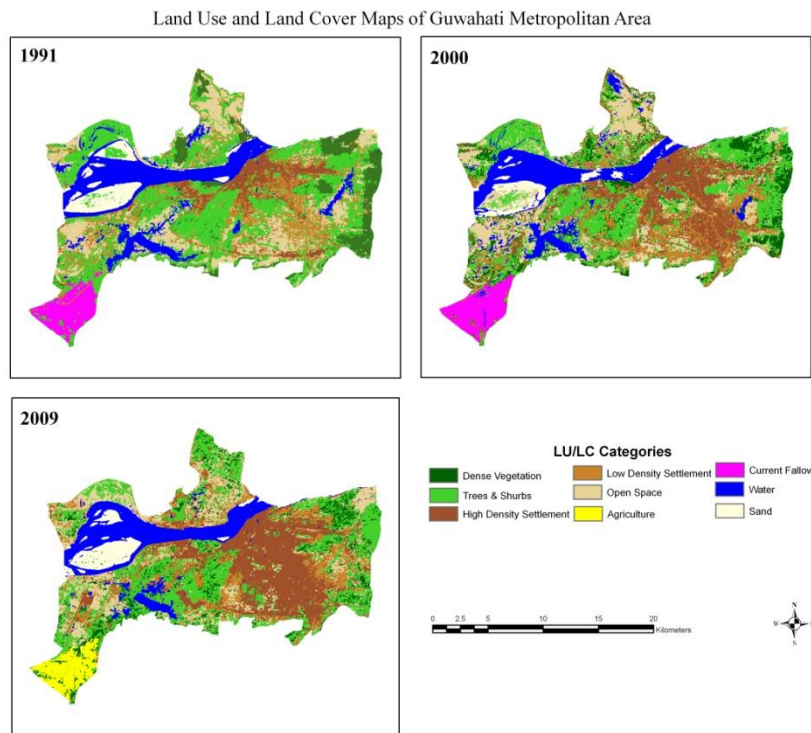 Land Use and Land Cover Maps of Guwahati Metropolitan Area
1991
2000
2009
LU/LC Categories
Dense Vegetation
Trees & Shurbs
High Density Settlement
Low Density Settlement
Open Space
Agriculture
Current Fallow
Water
Sand
0 2.5 5 10 15 20
Kilometers
N
W
S